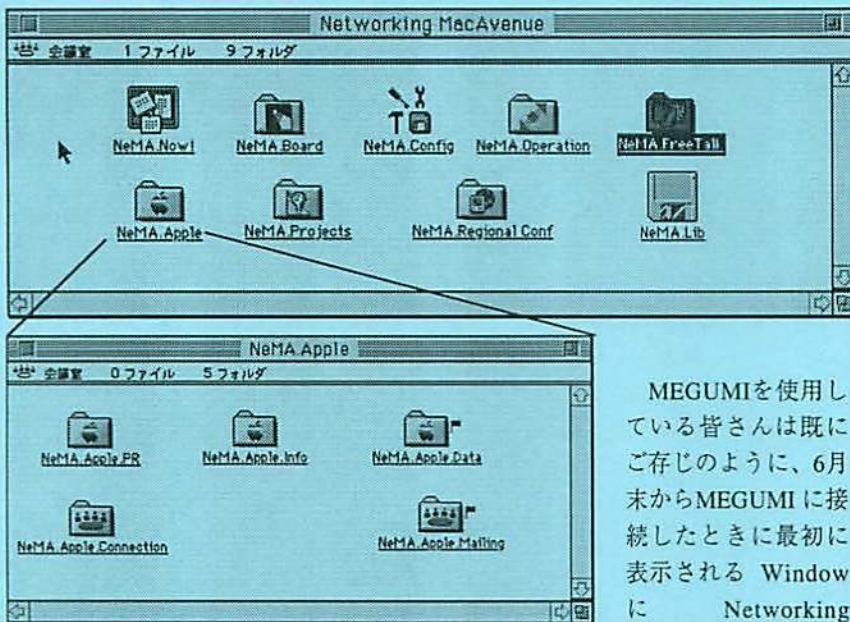 Networking MacAvenue
会議室 1 ファイル 9 フォルダ
NeMA.Now! NeMA.Board NeMA.Config NeMA.Operation NeMA.FreeTalk
NeMA.Apple NeMA.Projects NeMA.Regional Conf NeMA.Lib
NeMA.Apple
会議室 0 ファイル 5 フォルダ
NeMA.Apple.PR NeMA.Apple.Info NeMA.Apple.Data
NeMA.Apple.Connection NeMA.Apple.Mailing
MEGUMIを使用し
ている皆さんは既に
ご存じのように、6月
末からMEGUMI に接
続したときに最初に
表示される Window
に Networking